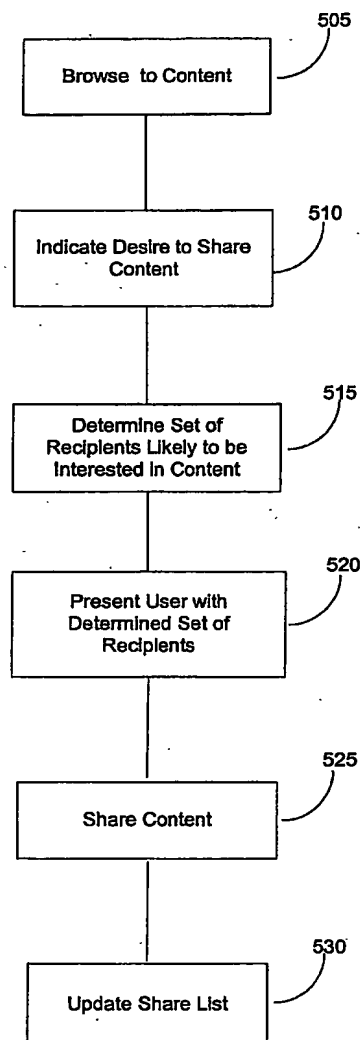 505
Browse to Content
510
Indicate Desire to Share
Content
515
Determine Set of
Recipients Likely to be
Interested in Content
520
Present User with
Determined Set of
Recipients
525
Share Content
530
Update Share List